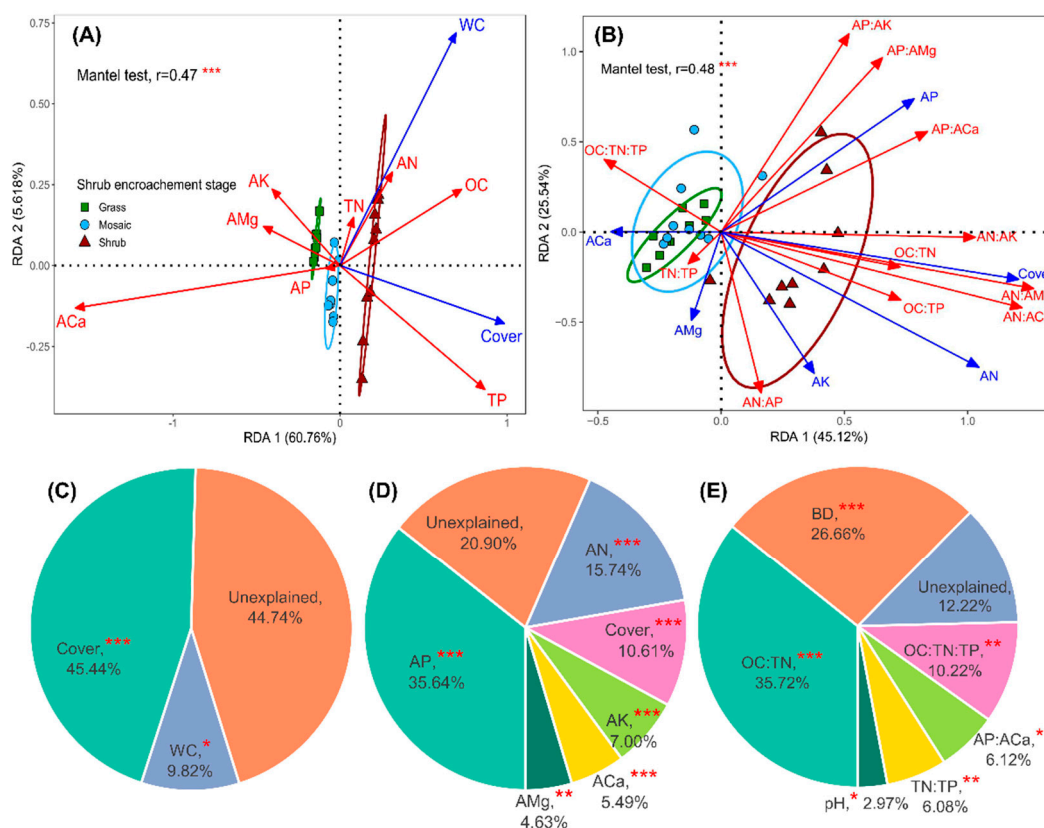 (A)
Mantel test, r=0.47 ***
Shrub encroachement stage
Grass
Mosaic
Shrub
WC
AN
OC
AK
TN
AMg
AP
ACa
Cover
TP
0.75
0.50
0.25
0.00
-0.25
-1
0
1
RDA 2 (5.618%)
RDA 1 (60.76%)
(B)
Mantel test, r=0.48 ***
AP:AK
AP:AMg
AP
AP:ACa
OC:TN:TP
ACa
AN:AK
OC:TN
TN:TP
Cove
AN:AM
AN:AC
OC:TP
AMg
AK
AN
AN:AP
1.0
0.5
0.0
-0.5
-0.5
0.0
0.5
1.0
RDA 2 (25.54%)
RDA 1 (45.12%)
(C)
Unexplained,
44.74%
Cover,***
45.44%
WC,*
9.82%
(D)
Unexplained,
20.90%
AN,***
15.74%
Cover,***
10.61%
AP,***
35.64%
AK,***
7.00%
ACa,***
5.49%
AMg,**
4.63%
(E)
BD,***
26.66%
Unexplained,
12.22%
OC:TN,***
35.72%
OC:TN:TP,**
10.22%
AP:ACa,*
6.12%
TN:TP,**
6.08%
pH,* 2.97%